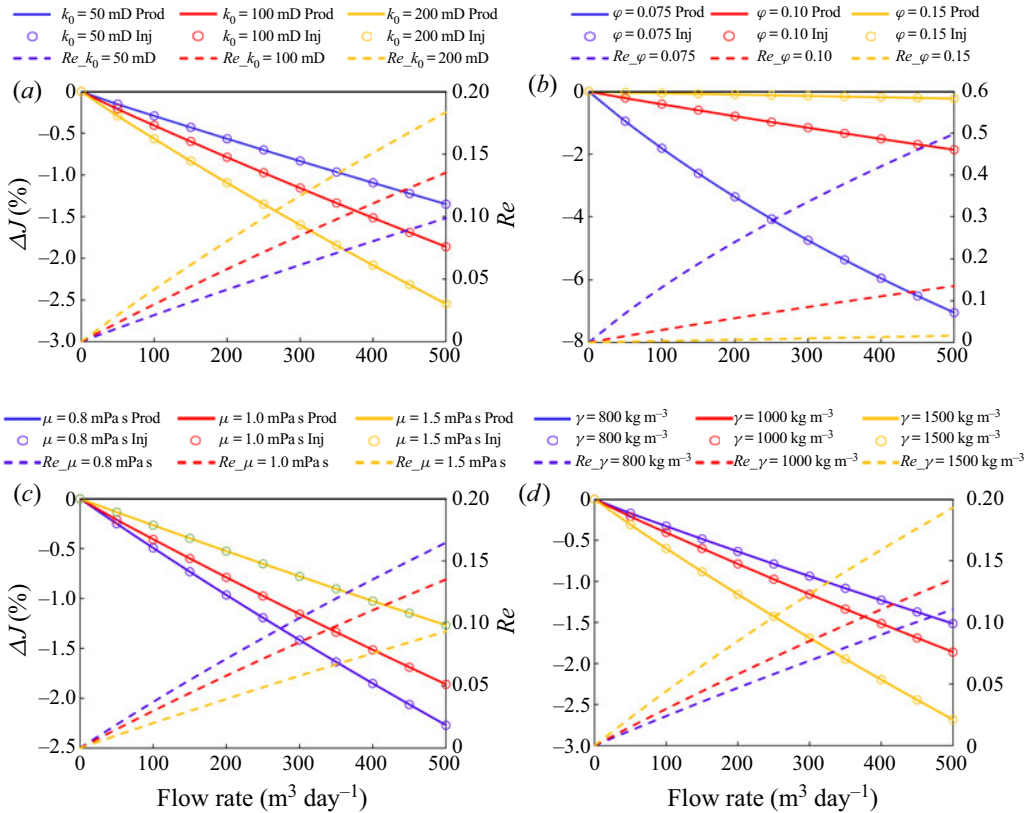 k0 = 50 mD Prod k0 = 100 mD Prod k0 = 200 mD Prod
k0 = 50 mD Inj k0 = 100 mD Inj k0 = 200 mD Inj
Re_k0 = 50 mD Re_k0 = 100 mD Re_k0 = 200 mD
φ = 0.075 Prod φ = 0.10 Prod φ = 0.15 Prod
φ = 0.075 Inj φ = 0.10 Inj φ = 0.15 Inj
Re_φ = 0.075 Re_φ = 0.10 Re_φ = 0.15
(a)
ΔJ (%)
0
−0.5
−1.0
−1.5
−2.0
−2.5
−3.0
0 100 200 300 400 500
0.20
0.15
0.10
0.05
0
Re
(b)
0
−2
−4
−6
−8
0 100 200 300 400 500
0.6
0.5
0.4
0.3
0.2
0.1
0
μ = 0.8 mPa s Prod μ = 1.0 mPa s Prod μ = 1.5 mPa s Prod
μ = 0.8 mPa s Inj μ = 1.0 mPa s Inj μ = 1.5 mPa s Inj
Re_μ = 0.8 mPa s Re_μ = 1.0 mPa s Re_μ = 1.5 mPa s
γ = 800 kg m−3 γ = 1000 kg m−3 γ = 1500 kg m−3
γ = 800 kg m−3 γ = 1000 kg m−3 γ = 1500 kg m−3
Re_γ = 800 kg m−3 Re_γ = 1000 kg m−3 Re_γ = 1500 kg m−3
(c)
ΔJ (%)
0
−0.5
−1.0
−1.5
−2.0
−2.5
0 100 200 300 400 500
Flow rate (m3 day−1)
0.20
0.15
0.10
0.05
0
Re
(d)
0
−0.5
−1.0
−1.5
−2.0
−2.5
−3.0
0 100 200 300 400 500
Flow rate (m3 day−1)
0.20
0.15
0.10
0.05
0